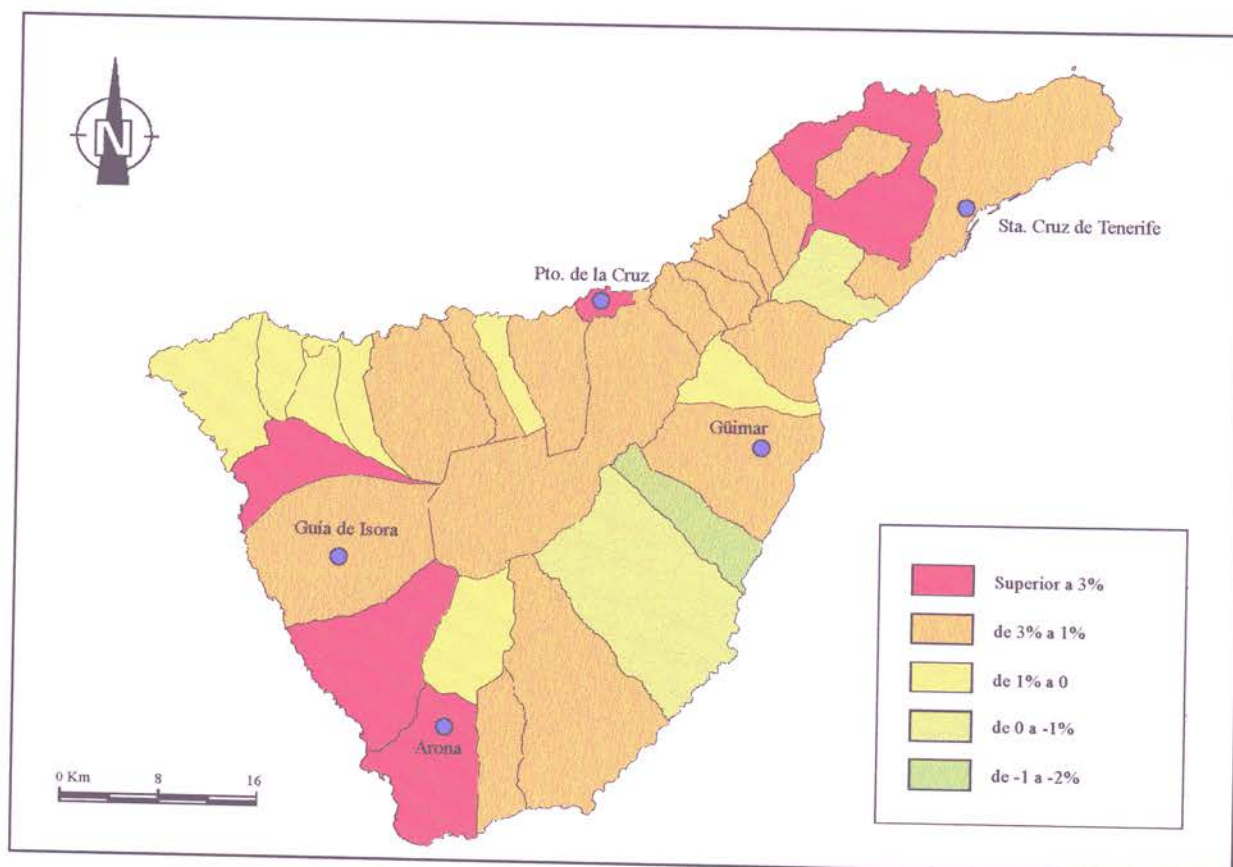 N
Sta. Cruz de Tenerife
Pto. de la Cruz
Güimar
Guía de Isora
Arona
0 Km 8 16
Superior a 3%
de 3% a 1%
de 1% a 0
de 0 a -1%
de -1 a -2%